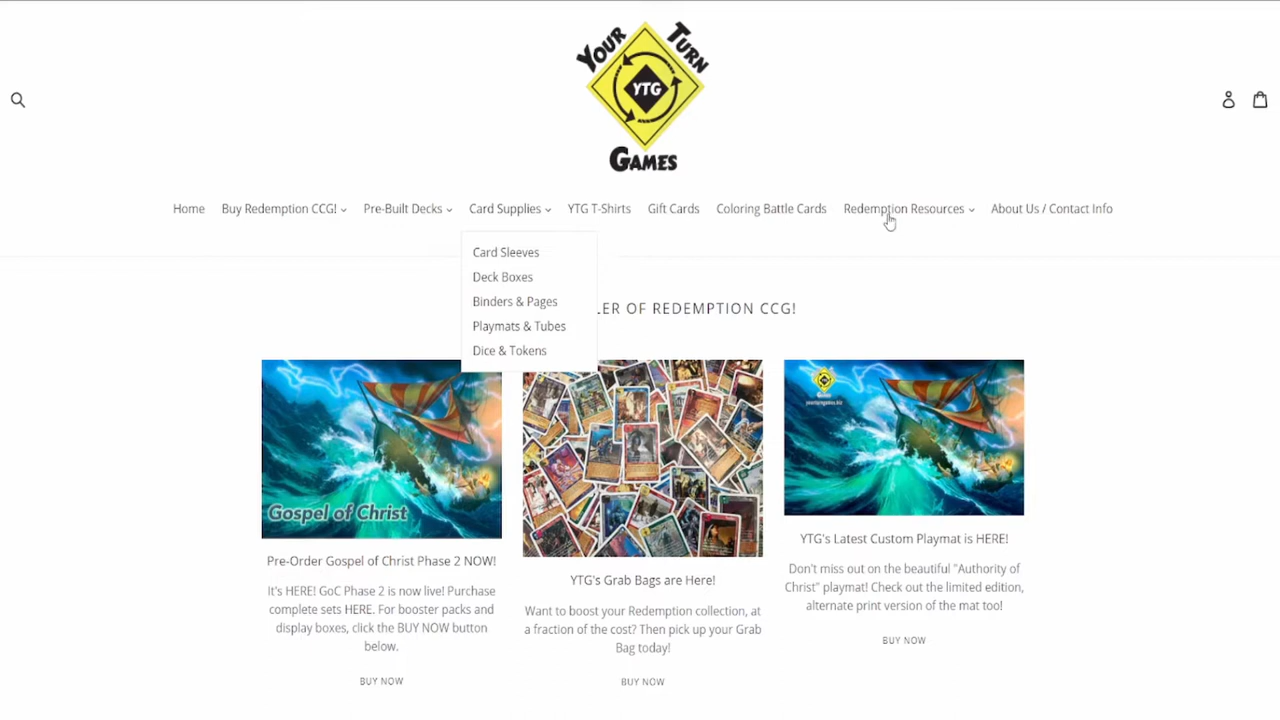 YOUR TURN
YTG
GAMES
Home Buy Redemption CCG! Pre-Built Decks Card Supplies YTG T-Shirts Gift Cards Coloring Battle Cards Redemption Resources About Us / Contact Info
Card Sleeves
Deck Boxes
Binders & Pages
Playmats & Tubes
Dice & Tokens
LER OF REDEMPTION CCG!
Gospel of Christ
Pre-Order Gospel of Christ Phase 2 NOW!
It's HERE! GoC Phase 2 is now live! Purchase
complete sets HERE. For booster packs and
display boxes, click the BUY NOW button
below.
BUY NOW
YTG's Grab Bags are Here!
Want to boost your Redemption collection, at
a fraction of the cost? Then pick up your Grab
Bag today!
BUY NOW
YTG's Latest Custom Playmat is HERE!
Don't miss out on the beautiful "Authority of
Christ" playmat! Check out the limited edition,
alternate print version of the mat too!
BUY NOW